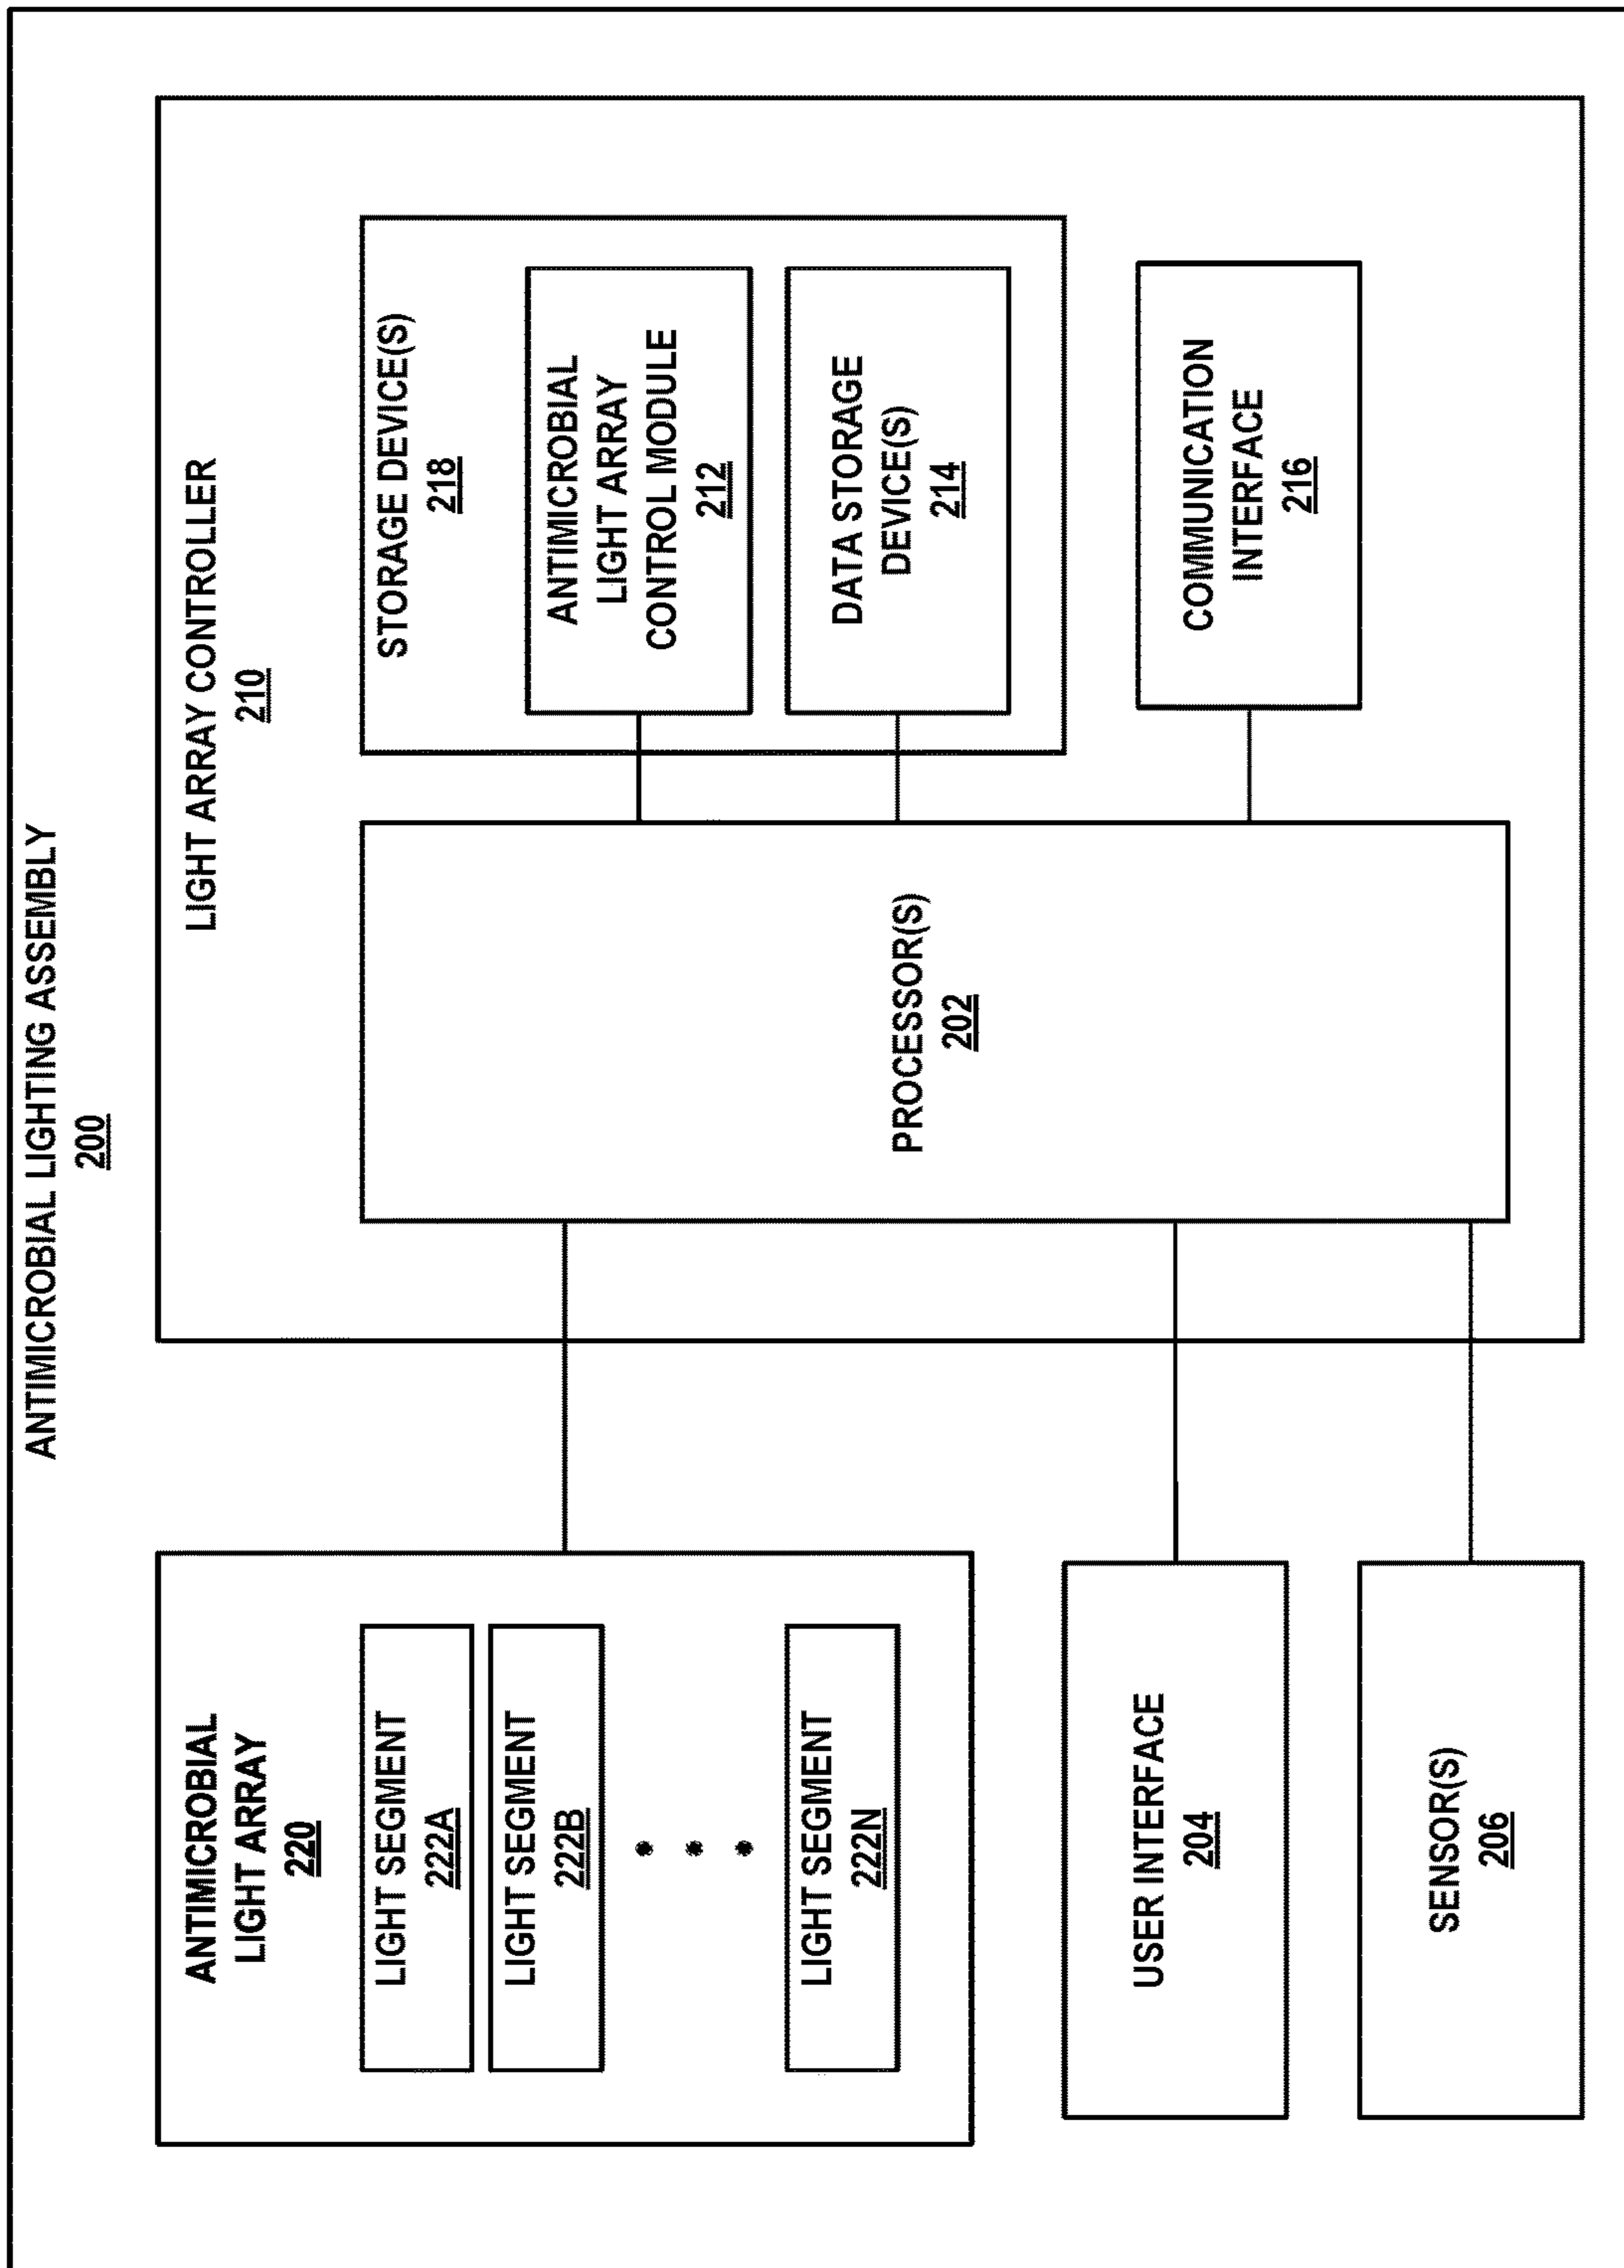 ANTIMICROBIAL LIGHTING ASSEMBLY
200
ANTIMICROBIAL
LIGHT ARRAY
220
LIGHT SEGMENT
222A
LIGHT SEGMENT
222B
LIGHT SEGMENT
222N
USER INTERFACE
204
SENSOR(S)
206
LIGHT ARRAY CONTROLLER
210
PROCESSOR(S)
202
STORAGE DEVICE(S)
218
ANTIMICROBIAL
LIGHT ARRAY
CONTROL MODULE
212
DATA STORAGE
DEVICE(S)
214
COMMUNICATION
INTERFACE
216